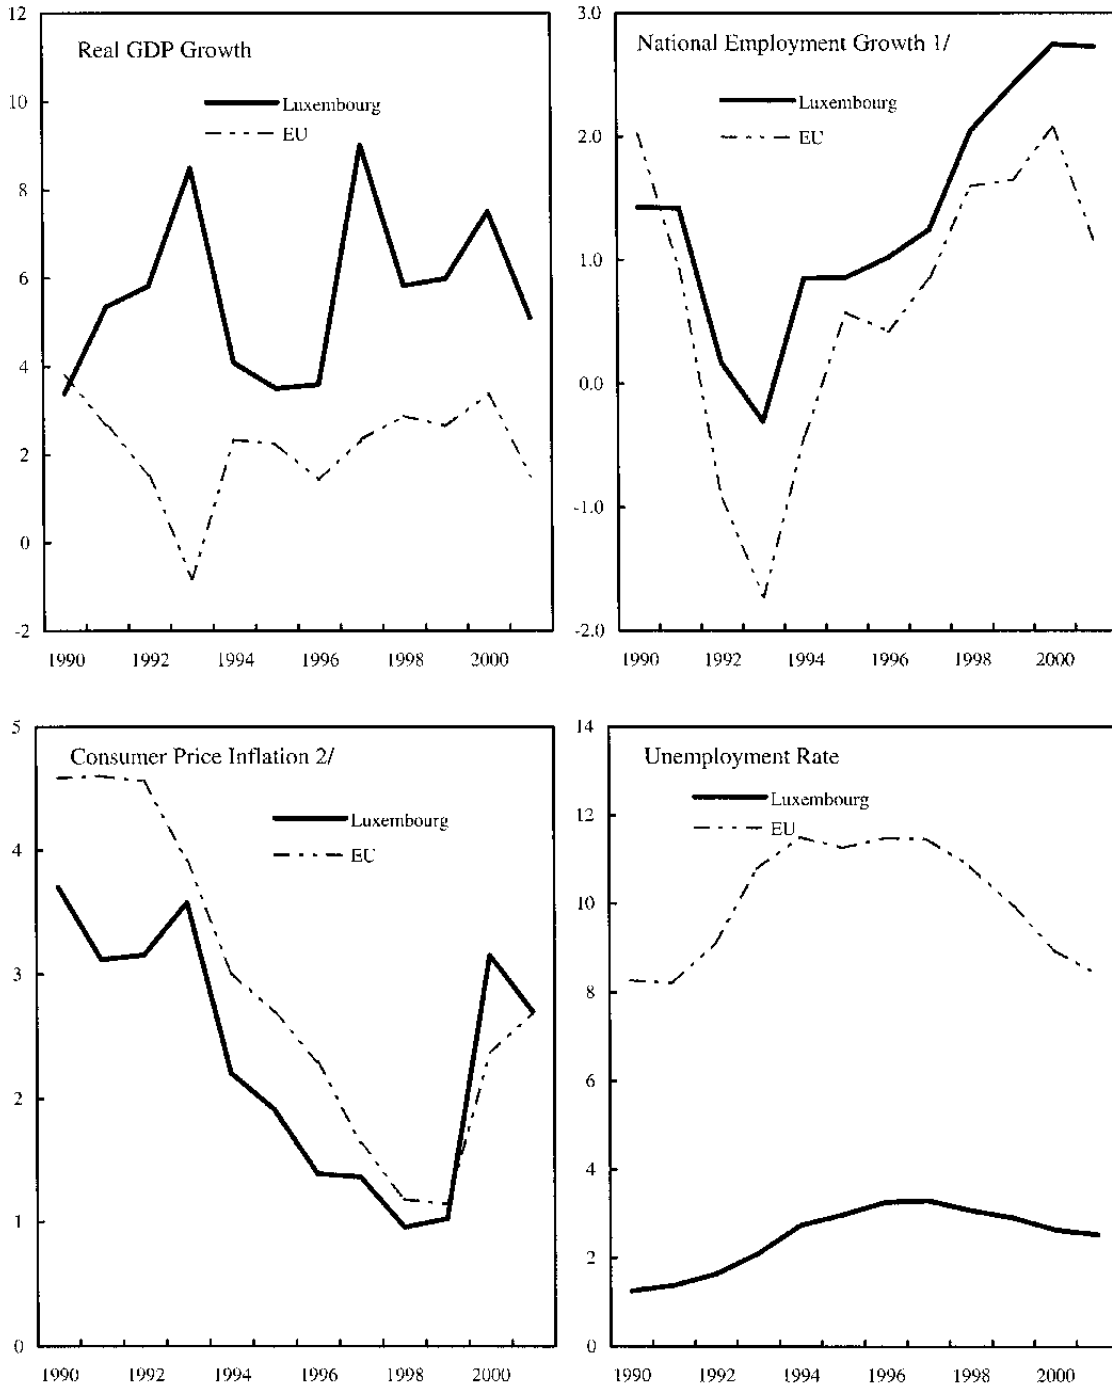 Real GDP Growth
Luxembourg
EU
12
10
8
6
4
2
0
-2
1990 1992 1994 1996 1998 2000
National Employment Growth 1/
Luxembourg
EU
3.0
2.0
1.0
0.0
-1.0
-2.0
1990 1992 1994 1996 1998 2000
Consumer Price Inflation 2/
Luxembourg
EU
5
4
3
2
1
0
1990 1992 1994 1996 1998 2000
Unemployment Rate
Luxembourg
EU
14
12
10
8
6
4
2
0
1990 1992 1994 1996 1998 2000